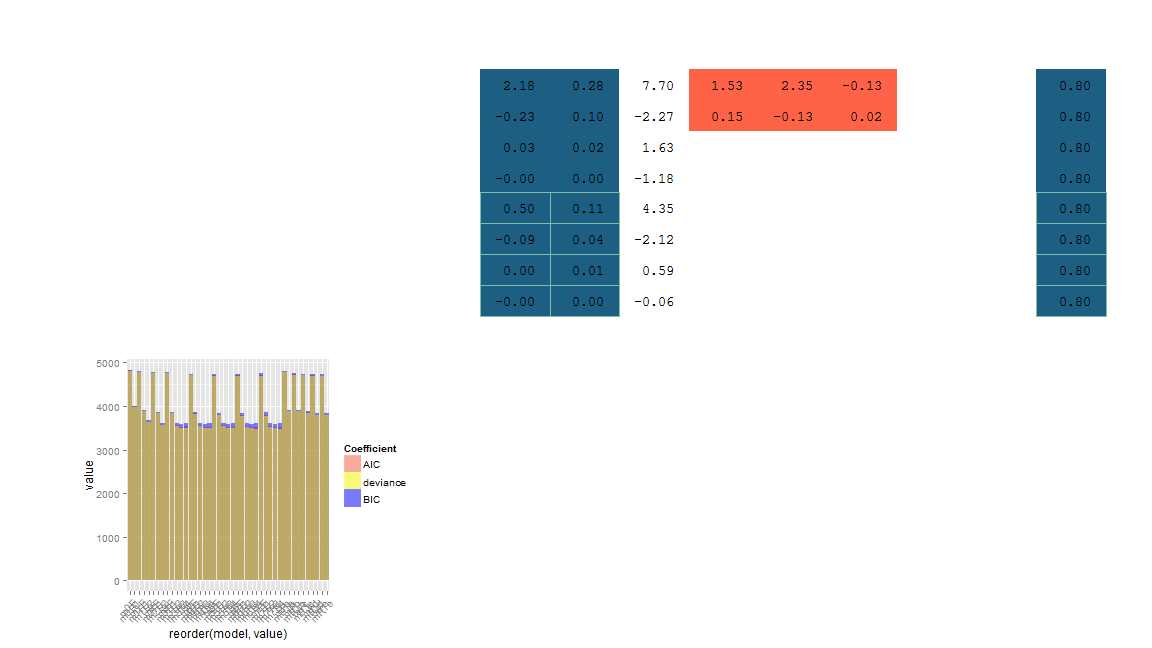 2.18 0.28 7.70 1.53 2.35 -0.13 0.80
-0.23 0.10 -2.27 0.15 -0.13 0.02 0.80
0.03 0.02 1.63 0.80
-0.00 0.00 -1.18 0.80
0.50 0.11 4.35 0.80
-0.09 0.04 -2.12 0.80
0.00 0.01 0.59 0.80
-0.00 0.00 -0.06 0.80
5000
4000
3000
2000
1000
0
value
reorder(model, value)
Coefficient
AIC
deviance
BIC